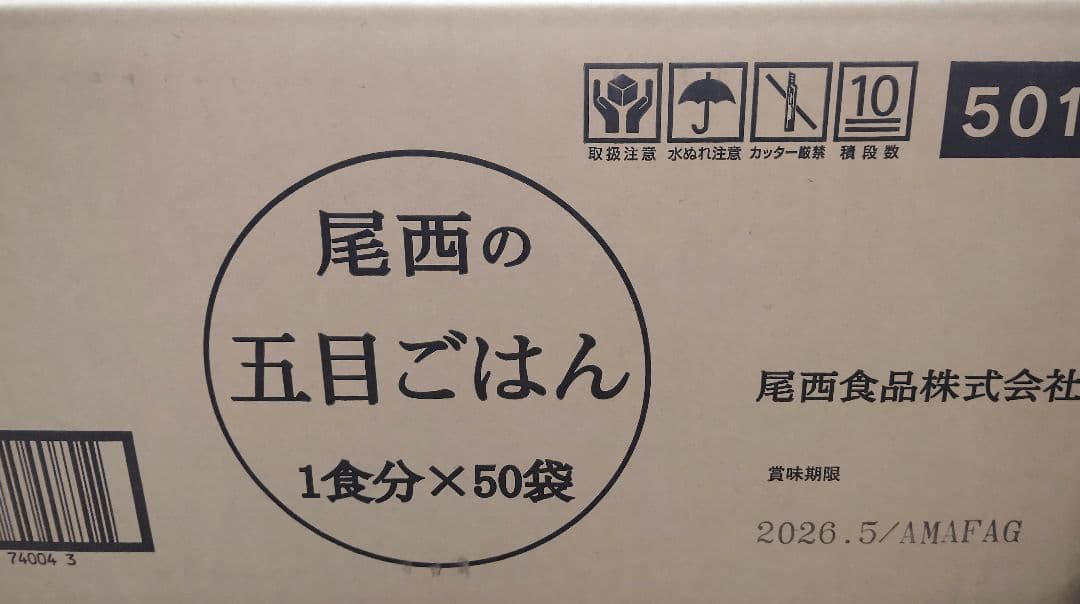 10
501
取扱注意 水ぬれ注意 カッター厳禁 積段数
尾西の
五目ごはん
1食分×50袋
尾西食品株式会社
賞味期限
2026.5/AMAFAG
74004 3